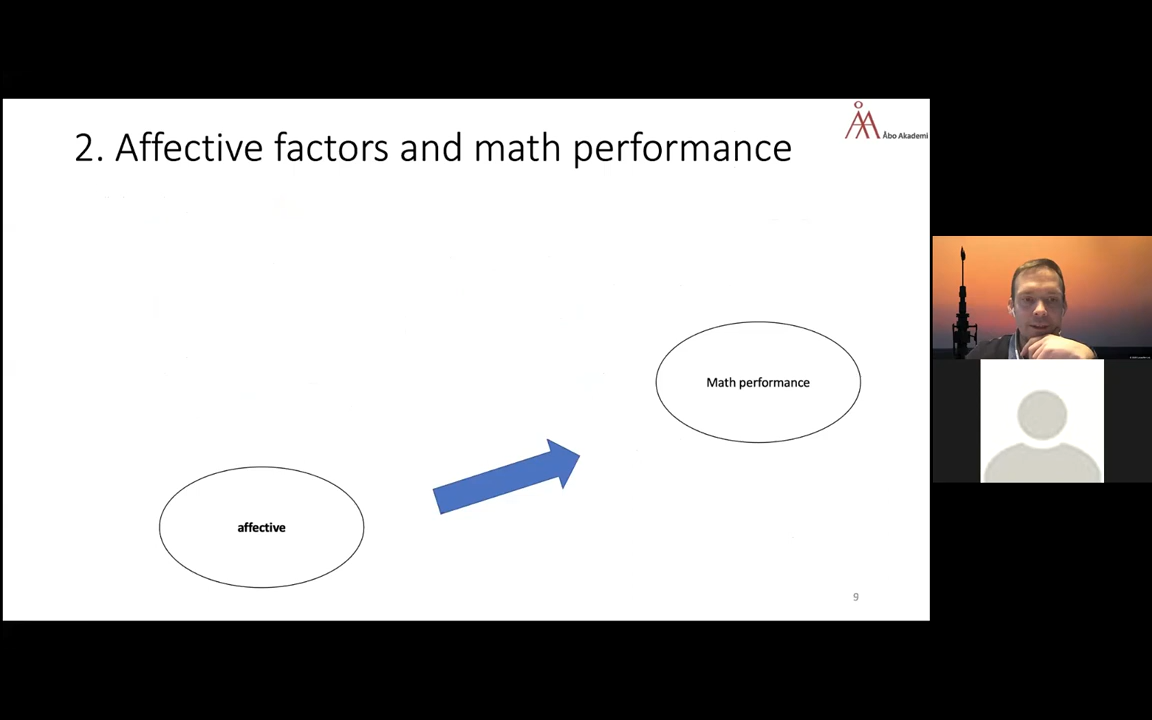 2. Affective factors and math performance
Åbo Akademi
Math performance
affective
9